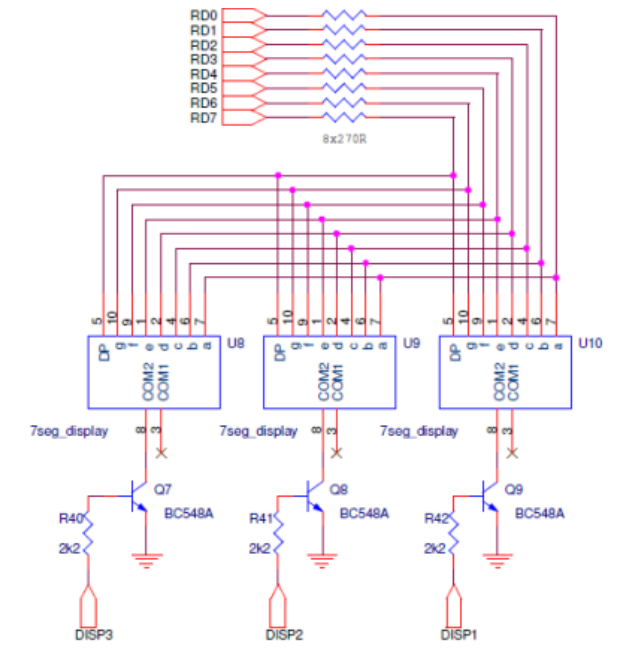 RD0
RD1
RD2
RD3
RD4
RD5
RD6
RD7
8x270R
5 10 9 1 2 4 6 7
5 10 9 1 2 4 6 7
5 10 9 1 2 4 6 7
DP g f e d c b a
U8
DP g f e d c b a
U9
DP g f e d c b a
U10
COM2 COM1
COM2 COM1
COM2 COM1
7seg_display 8 3
7seg_display 8 3
7seg_display 8 3
Q7
Q8
Q9
R40 BC548A
R41 BC548A
R42 BC548A
2k2
2k2
2k2
DISP3
DISP2
DISP1